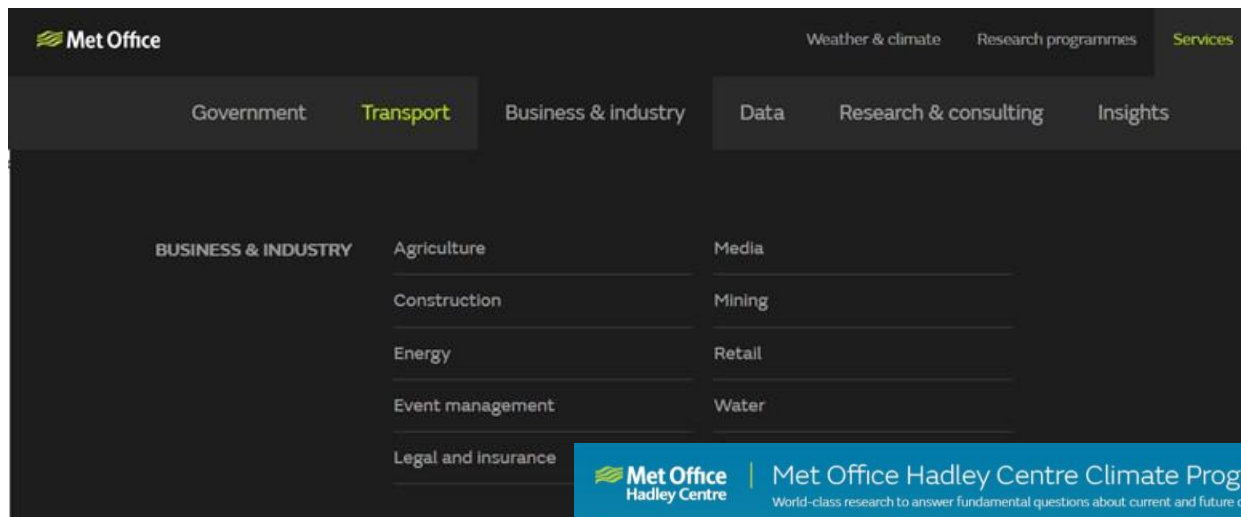 Met Office
Weather & climate Research programmes Services
Government Transport Business & industry Data Research & consulting Insights
BUSINESS & INDUSTRY
Agriculture Media
Construction Mining
Energy Retail
Event management Water
Legal and insurance
Met Office
Hadley Centre
Met Office Hadley Centre Climate Prog
World-class research to answer fundamental questions about current and future c